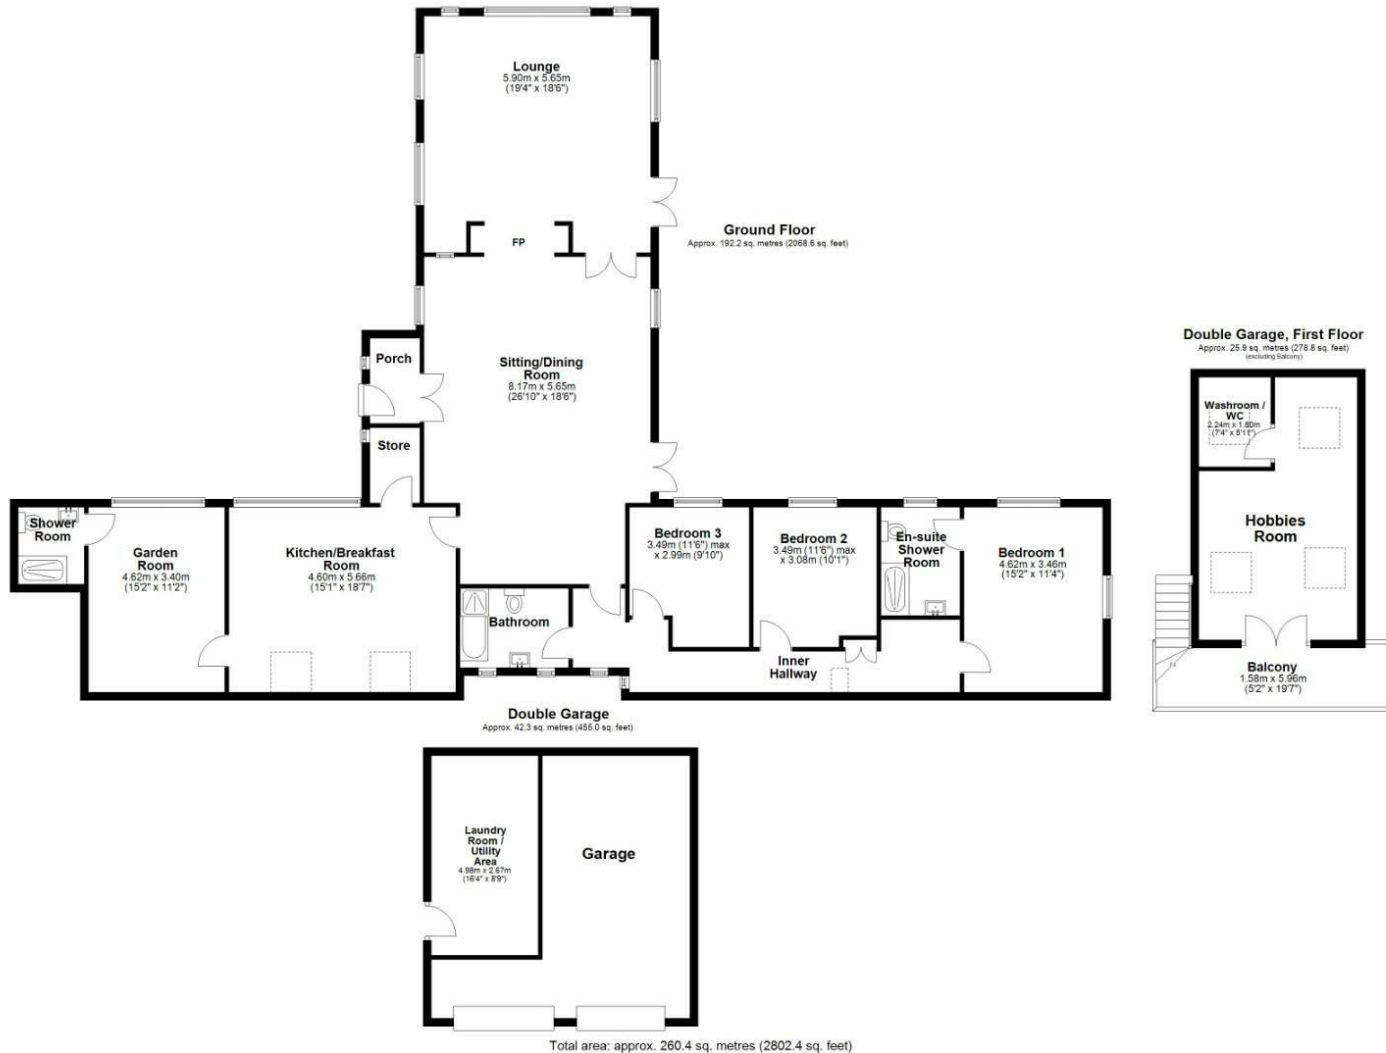 Lounge
5.90m x 5.65m
(19'4" x 18'6")
FP
Ground Floor
Approx. 192.2 sq. metres (2068.6 sq. feet)
Porch
Sitting/Dining
Room
8.17m x 5.65m
(26'10" x 18'6")
Store
Shower
Room
Garden
Room
4.62m x 3.40m
(15'2" x 11'2")
Kitchen/Breakfast
Room
4.60m x 5.66m
(15'1" x 18'7")
Bathroom
Bedroom 3
3.49m (11'6") max
x 2.99m (9'10")
Bedroom 2
3.49m (11'6") max
x 3.08m (10'1")
En-suite
Shower
Room
Bedroom 1
4.62m x 3.46m
(15'2" x 11'4")
Inner
Hallway
Double Garage, First Floor
Approx. 25.9 sq. metres (278.8 sq. feet)
(excluding Balcony)
Washroom /
WC
2.24m x 1.80m
(7'4" x 5'11")
Hobbies
Room
Balcony
1.58m x 5.96m
(5'2" x 19'7")
Double Garage
Approx. 42.3 sq. metres (455.0 sq. feet)
Laundry
Room /
Utility
Area
4.98m x 2.67m
(16'4" x 8'9")
Garage
Total area: approx. 260.4 sq. metres (2802.4 sq. feet)